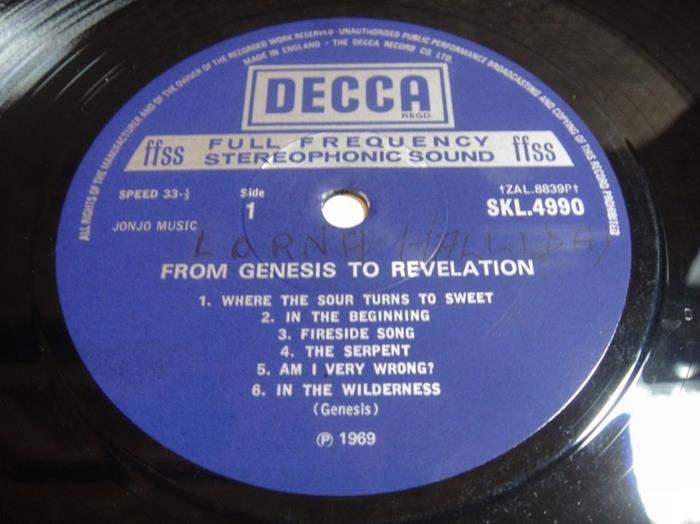 ALL RIGHTS OF THE MANUFACTURER AND OF THE OWNER OF THE RECORDED WORK RESERVED · UNAUTHORISED PUBLIC PERFORMANCE BROADCASTING AND COPYING OF THIS RECORD PROHIBITED
MADE IN ENGLAND · THE DECCA RECORD CO. LTD.
DECCA
REGD.
ffss FULL FREQUENCY ffss
STEREOPHONIC SOUND
SPEED 33-⅓ Side †ZAL.8839P†
1 SKL.4990
JONJO MUSIC
LORNA HALLIDAY
FROM GENESIS TO REVELATION
1. WHERE THE SOUR TURNS TO SWEET
2. IN THE BEGINNING
3. FIRESIDE SONG
4. THE SERPENT
5. AM I VERY WRONG?
6. IN THE WILDERNESS
(Genesis)
Ⓟ 1969